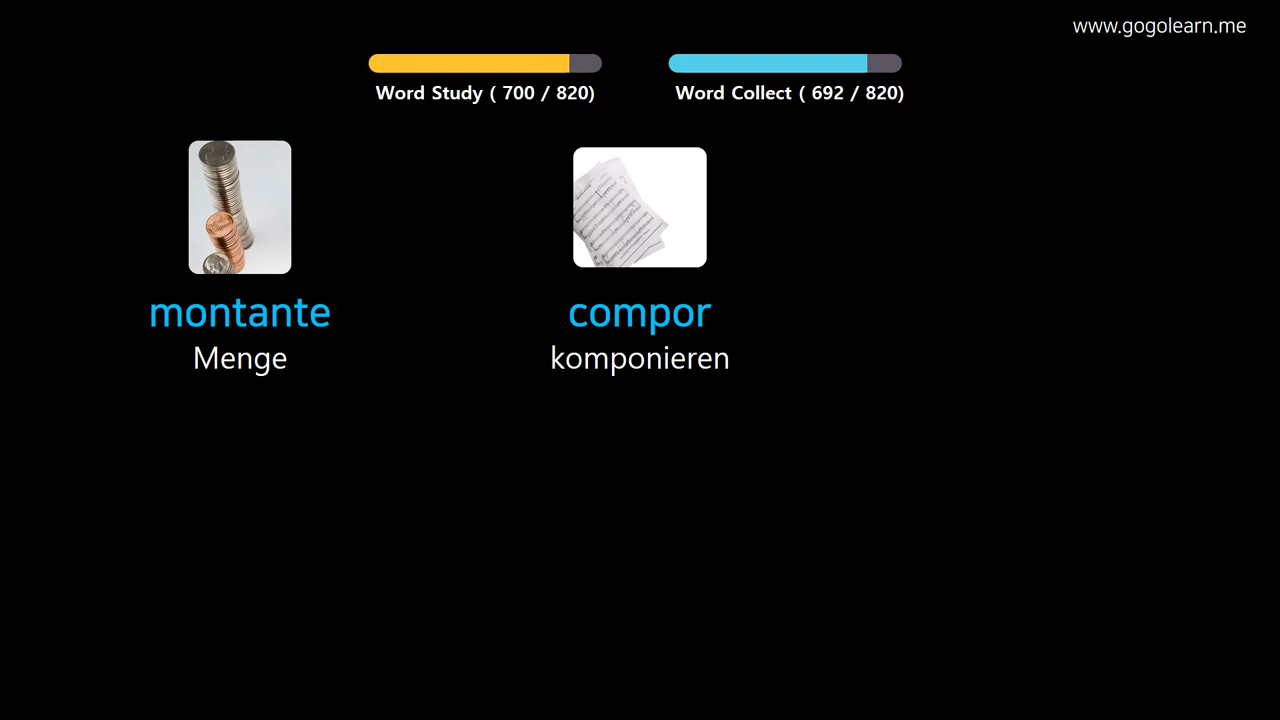 www.gogolearn.me
Word Study ( 700 / 820)
Word Collect ( 692 / 820)
montante
Menge
compor
komponieren